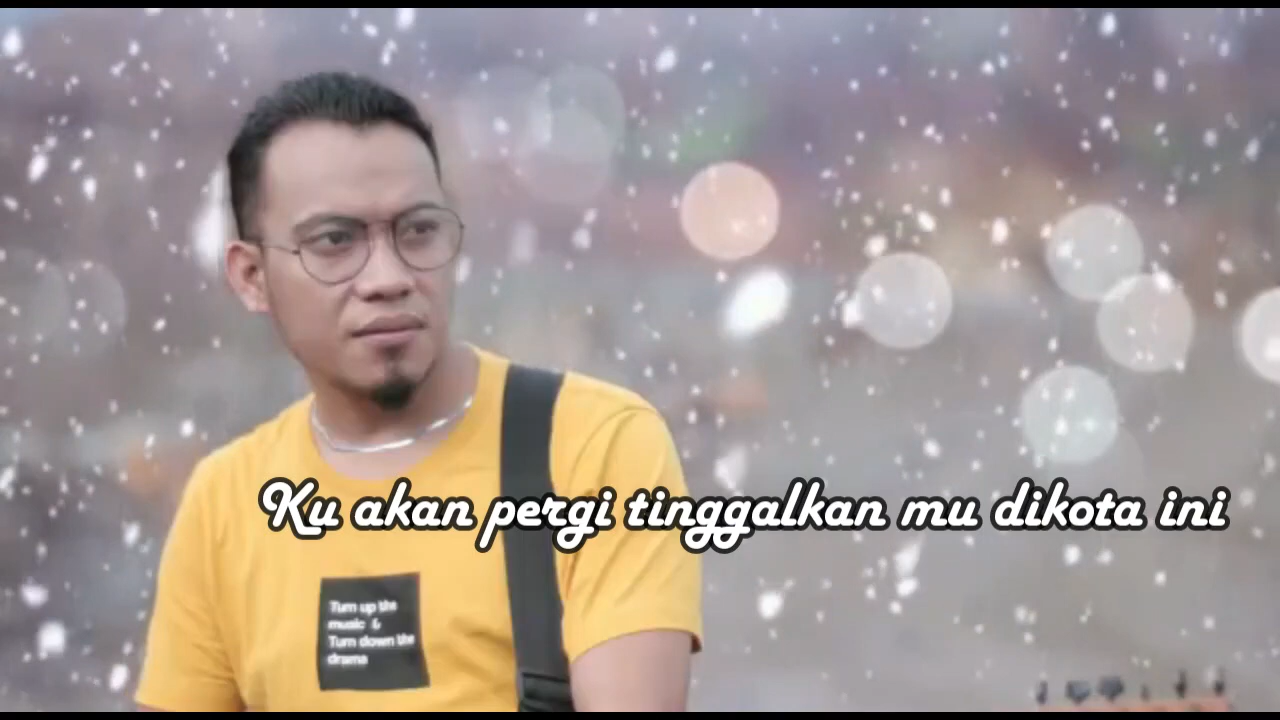 Ku akan pergi tinggalkan mu dikota ini
Turn up the
music &
Turn down the
drama